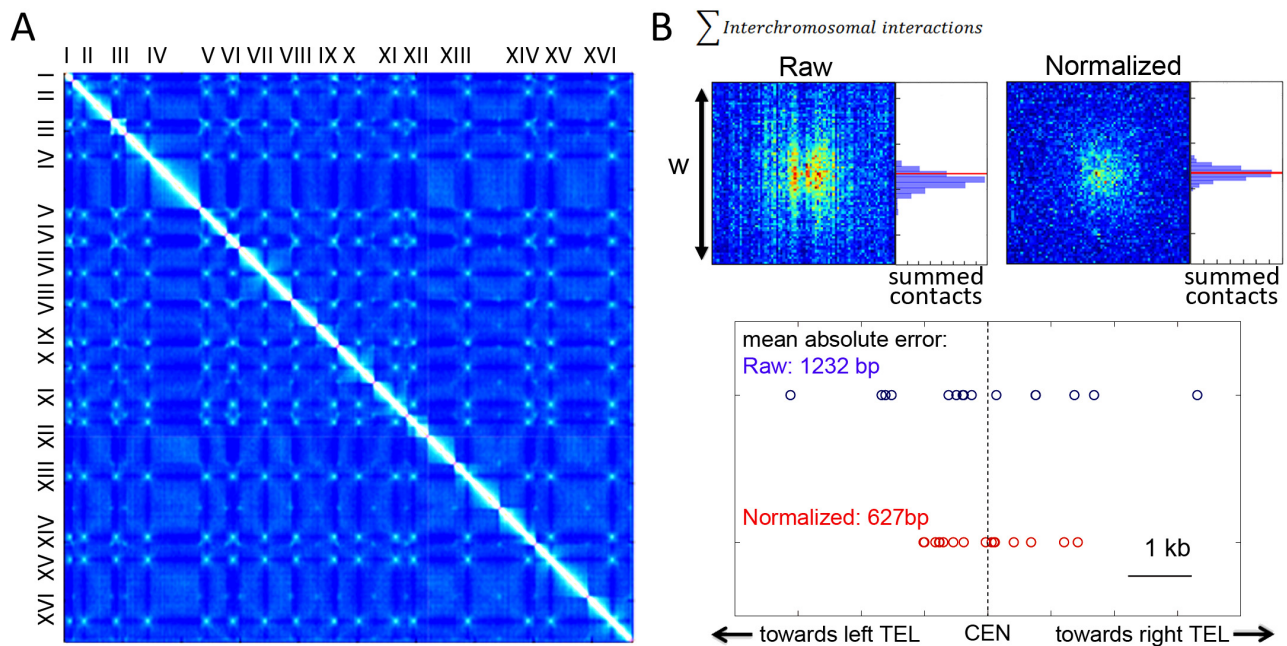 A
I II III IV V VI VII VIII IX X XI XII XIII XIV XV XVI
I
II
III
IV
V
VI
VII
VIII
IX
X
XI
XII
XIII
XIV
XV
XVI
B
∑ Interchromosomal interactions
Raw
Normalized
W
summed
contacts
summed
contacts
mean absolute error:
Raw: 1232 bp
Normalized: 627bp
1 kb
towards left TEL
CEN
towards right TEL